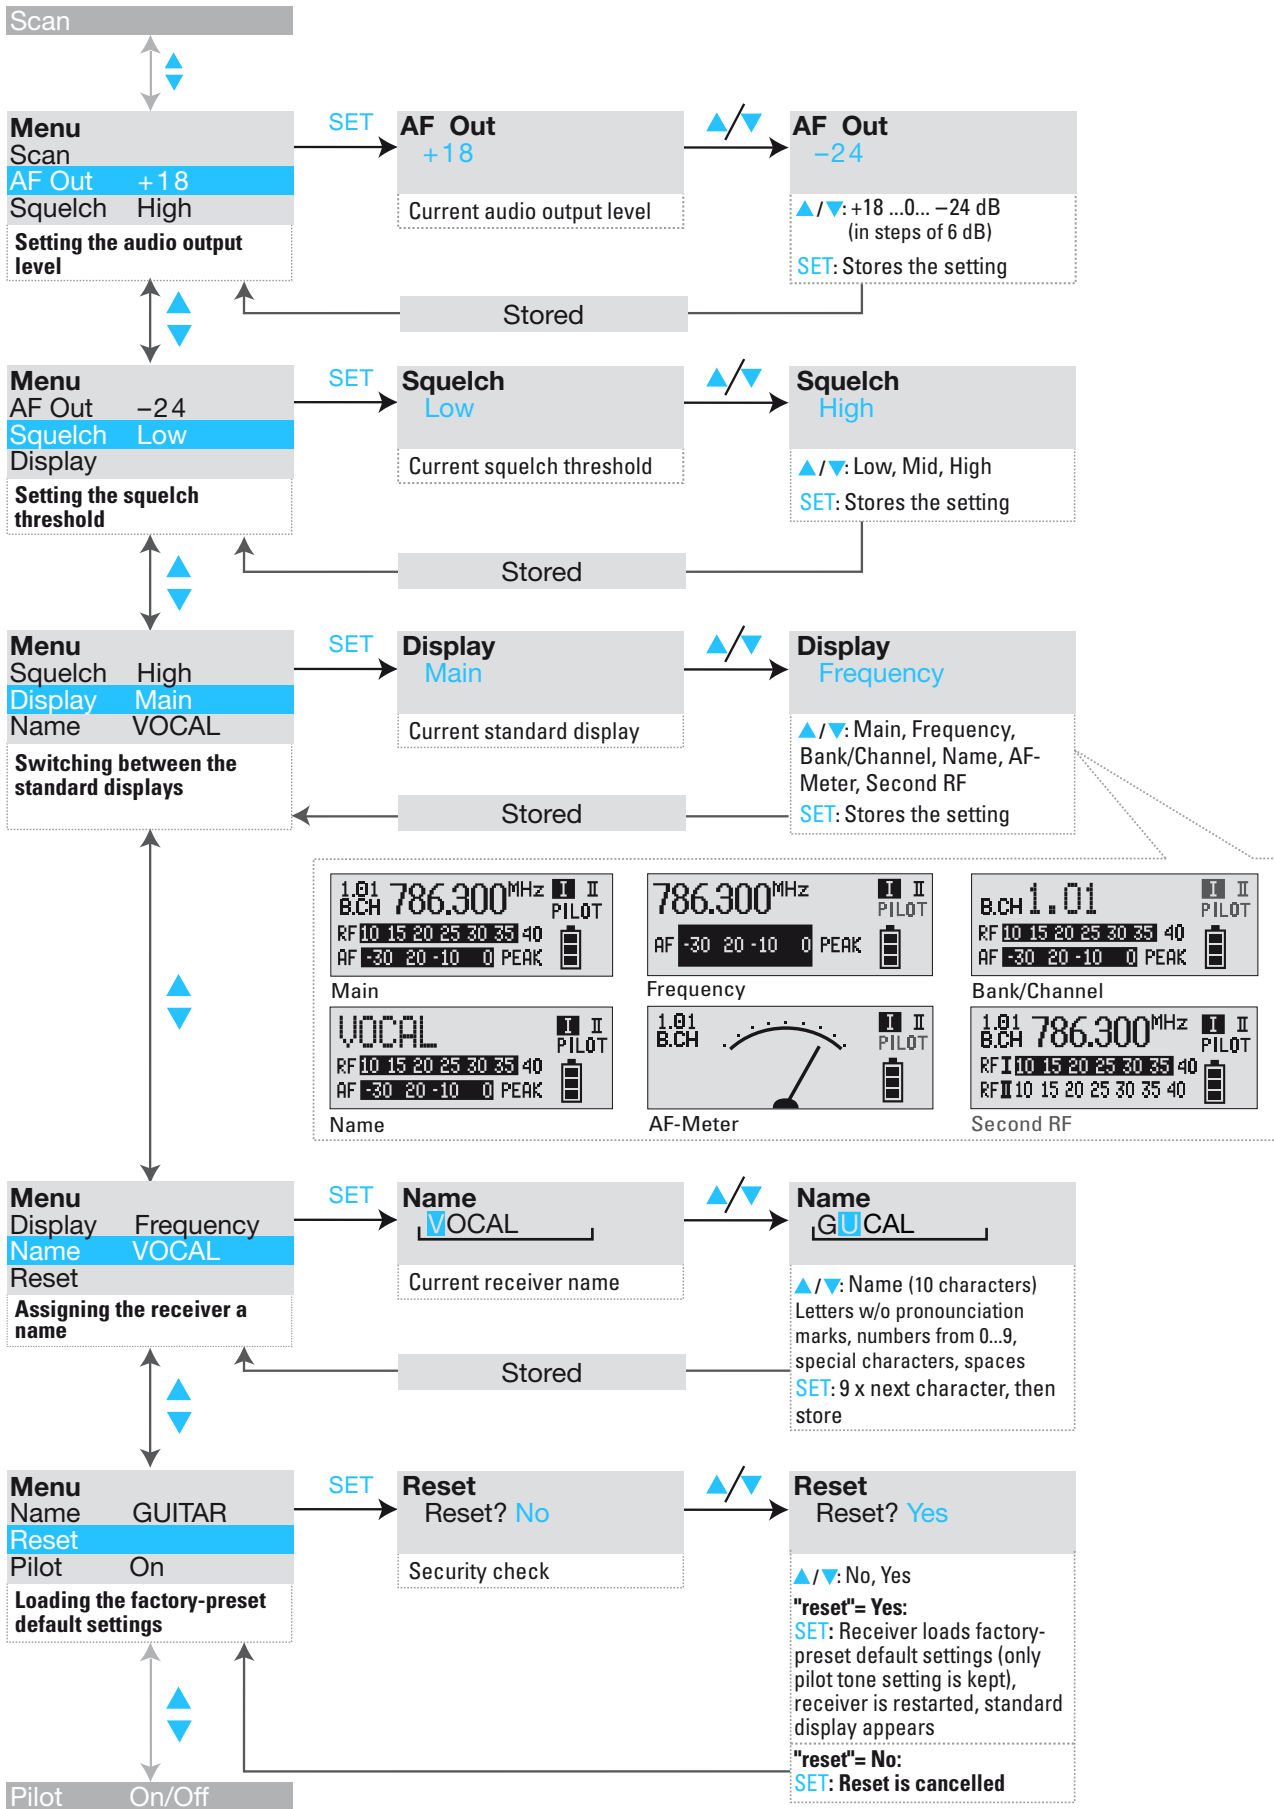 Scan
Menu
Scan
AF Out +18
Squelch High
Setting the audio output
level
SET
AF Out
+18
Current audio output level
AF Out
−24
▲/▼: +18 ...0... −24 dB
(in steps of 6 dB)
SET: Stores the setting
Stored
Menu
AF Out −24
Squelch Low
Display
Setting the squelch
threshold
SET
Squelch
Low
Current squelch threshold
Squelch
High
▲/▼: Low, Mid, High
SET: Stores the setting
Stored
Menu
Squelch High
Display Main
Name VOCAL
Switching between the
standard displays
SET
Display
Main
Current standard display
Display
Frequency
▲/▼: Main, Frequency,
Bank/Channel, Name, AF-
Meter, Second RF
SET: Stores the setting
Stored
1.01
B.CH 786.300 MHz I II
PILOT
RF 10 15 20 25 30 35 40
AF -30 20 -10 0 PEAK
Main
786.300 MHz I II
PILOT
AF -30 20 -10 0 PEAK
Frequency
B.CH 1.01 I II
PILOT
RF 10 15 20 25 30 35 40
AF -30 20 -10 0 PEAK
Bank/Channel
VOCAL I II
PILOT
RF 10 15 20 25 30 35 40
AF -30 20 -10 0 PEAK
Name
1.01
B.CH I II
PILOT
AF-Meter
1.01
B.CH 786.300 MHz I II
PILOT
RF I 10 15 20 25 30 35 40
RF II 10 15 20 25 30 35 40
Second RF
Menu
Display Frequency
Name VOCAL
Reset
Assigning the receiver a
name
SET
Name
VOCAL
Current receiver name
Name
GUCAL
▲/▼: Name (10 characters)
Letters w/o pronounciation
marks, numbers from 0...9,
special characters, spaces
SET: 9 x next character, then
store
Stored
Menu
Name GUITAR
Reset
Pilot On
Loading the factory-preset
default settings
SET
Reset
Reset? No
Security check
Reset
Reset? Yes
▲/▼: No, Yes
"reset"= Yes:
SET: Receiver loads factory-
preset default settings (only
pilot tone setting is kept),
receiver is restarted, standard
display appears
"reset"= No:
SET: Reset is cancelled
Pilot On/Off